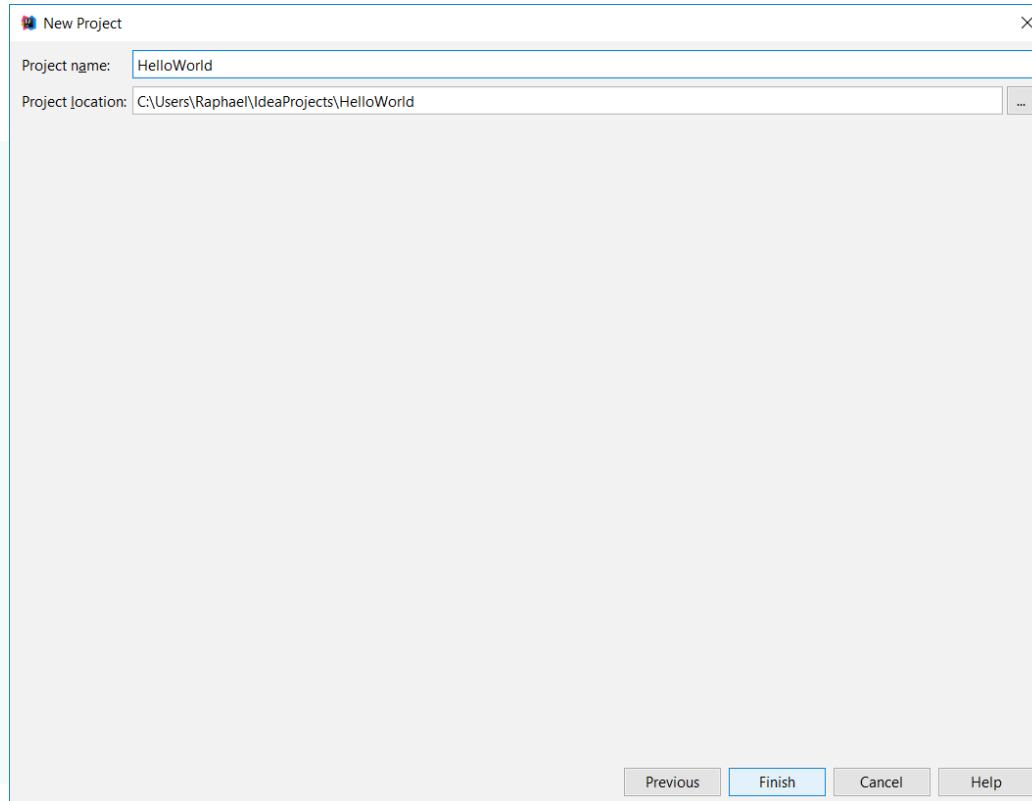 New Project
Project name: HelloWorld
Project location: C:\Users\Raphael\IdeaProjects\HelloWorld ...
Previous Finish Cancel Help